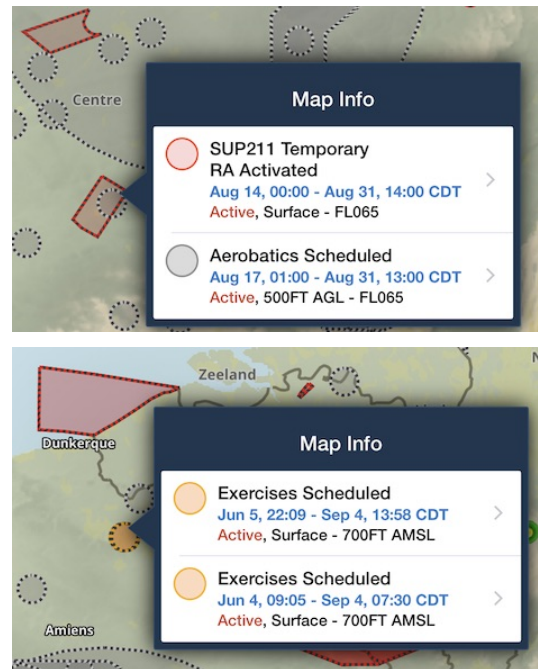 Centre
Map Info
SUP211 Temporary
RA Activated
Aug 14, 00:00 - Aug 31, 14:00 CDT
Active, Surface - FL065
Aerobatics Scheduled
Aug 17, 01:00 - Aug 31, 13:00 CDT
Active, 500FT AGL - FL065
Zeeland
Dunkerque
Map Info
Exercises Scheduled
Jun 5, 22:09 - Sep 4, 13:58 CDT
Active, Surface - 700FT AMSL
Exercises Scheduled
Jun 4, 09:05 - Sep 4, 07:30 CDT
Active, Surface - 700FT AMSL
Amiens